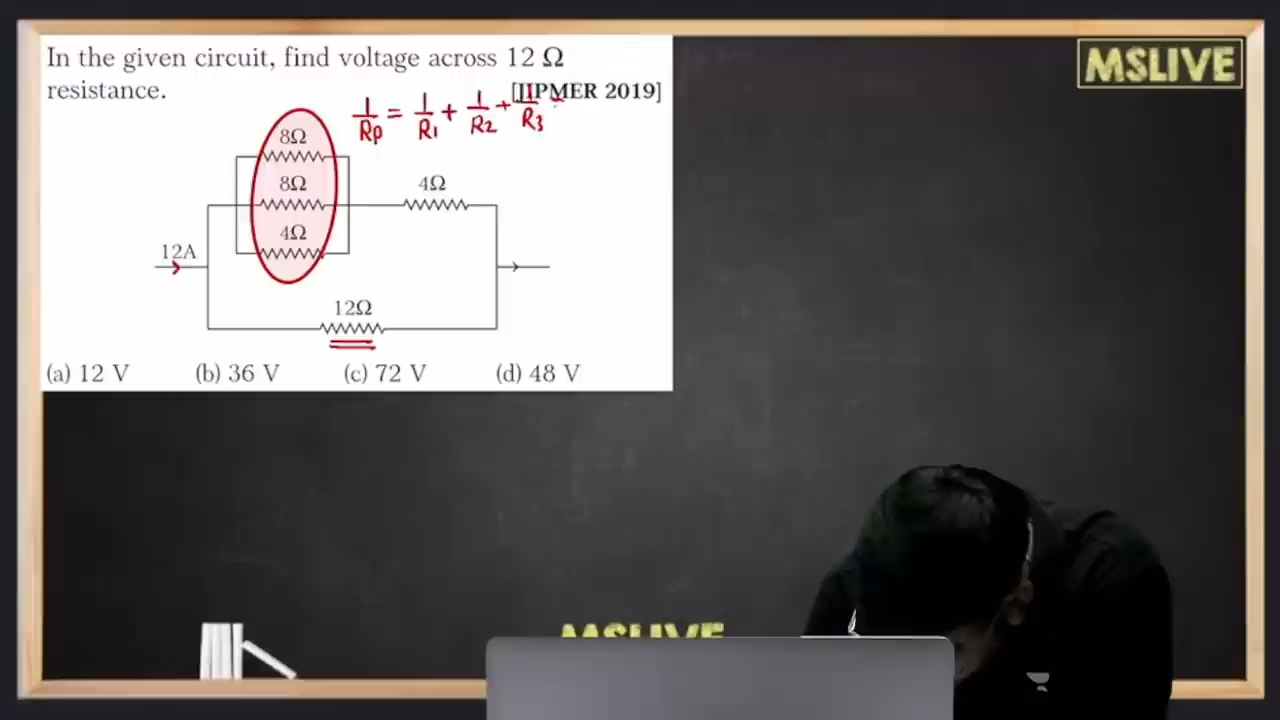 MSLIVE
In the given circuit, find voltage across 12 Ω
resistance. [JIPMER 2019]
1/Rp = 1/R1 + 1/R2 + 1/R3 =
8Ω
8Ω
4Ω
4Ω
12A
12Ω
(a) 12 V (b) 36 V (c) 72 V (d) 48 V
MSLIVE